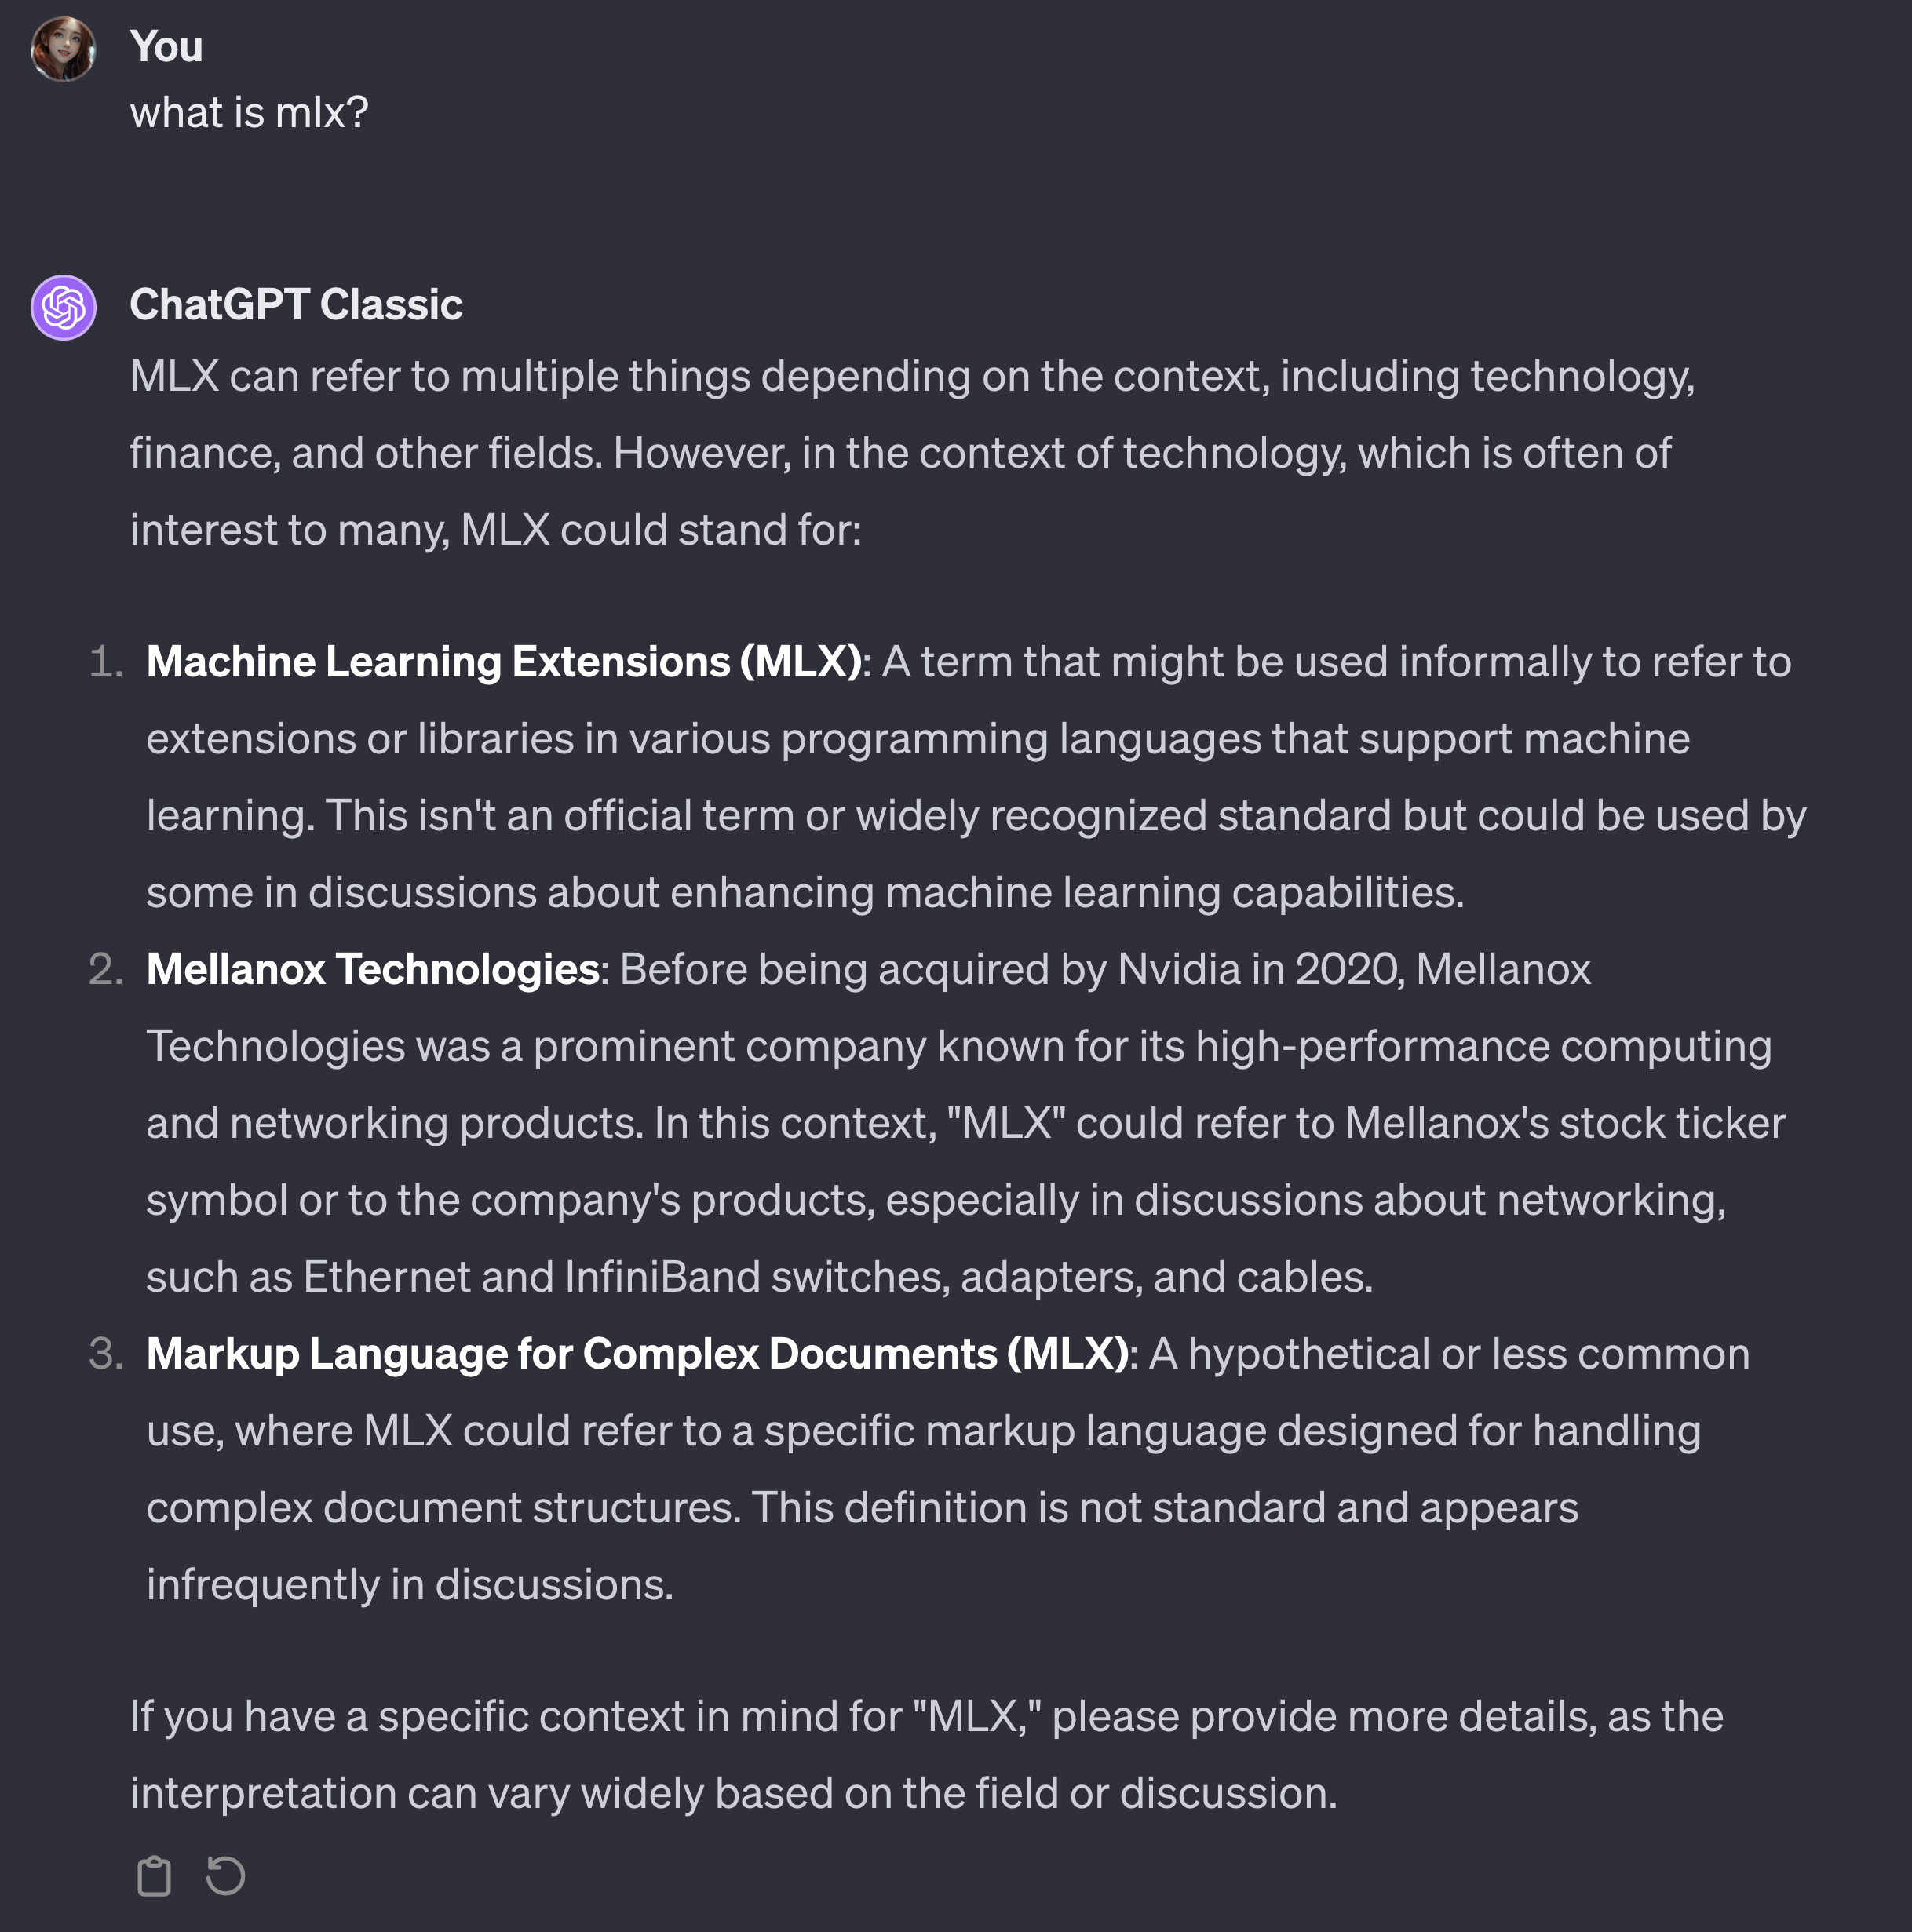 You
what is mlx?
ChatGPT Classic
MLX can refer to multiple things depending on the context, including technology,
finance, and other fields. However, in the context of technology, which is often of
interest to many, MLX could stand for:
1. Machine Learning Extensions (MLX): A term that might be used informally to refer to
extensions or libraries in various programming languages that support machine
learning. This isn't an official term or widely recognized standard but could be used by
some in discussions about enhancing machine learning capabilities.
2. Mellanox Technologies: Before being acquired by Nvidia in 2020, Mellanox
Technologies was a prominent company known for its high-performance computing
and networking products. In this context, "MLX" could refer to Mellanox's stock ticker
symbol or to the company's products, especially in discussions about networking,
such as Ethernet and InfiniBand switches, adapters, and cables.
3. Markup Language for Complex Documents (MLX): A hypothetical or less common
use, where MLX could refer to a specific markup language designed for handling
complex document structures. This definition is not standard and appears
infrequently in discussions.
If you have a specific context in mind for "MLX," please provide more details, as the
interpretation can vary widely based on the field or discussion.